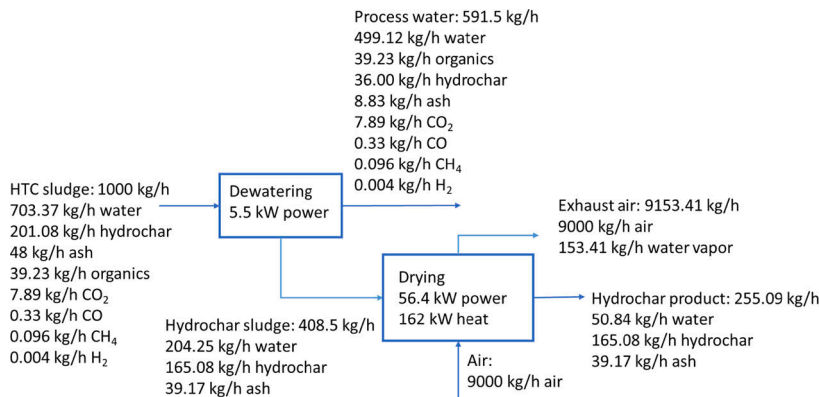 Process water: 591.5 kg/h
499.12 kg/h water
39.23 kg/h organics
36.00 kg/h hydrochar
8.83 kg/h ash
7.89 kg/h CO₂
0.33 kg/h CO
0.096 kg/h CH₄
0.004 kg/h H₂
HTC sludge: 1000 kg/h
703.37 kg/h water
201.08 kg/h hydrochar
48 kg/h ash
39.23 kg/h organics
7.89 kg/h CO₂
0.33 kg/h CO
0.096 kg/h CH₄
0.004 kg/h H₂
Dewatering
5.5 kW power
Exhaust air: 9153.41 kg/h
9000 kg/h air
153.41 kg/h water vapor
Drying
56.4 kW power
162 kW heat
Hydrochar product: 255.09 kg/h
50.84 kg/h water
165.08 kg/h hydrochar
39.17 kg/h ash
Hydrochar sludge: 408.5 kg/h
204.25 kg/h water
165.08 kg/h hydrochar
39.17 kg/h ash
Air:
9000 kg/h air